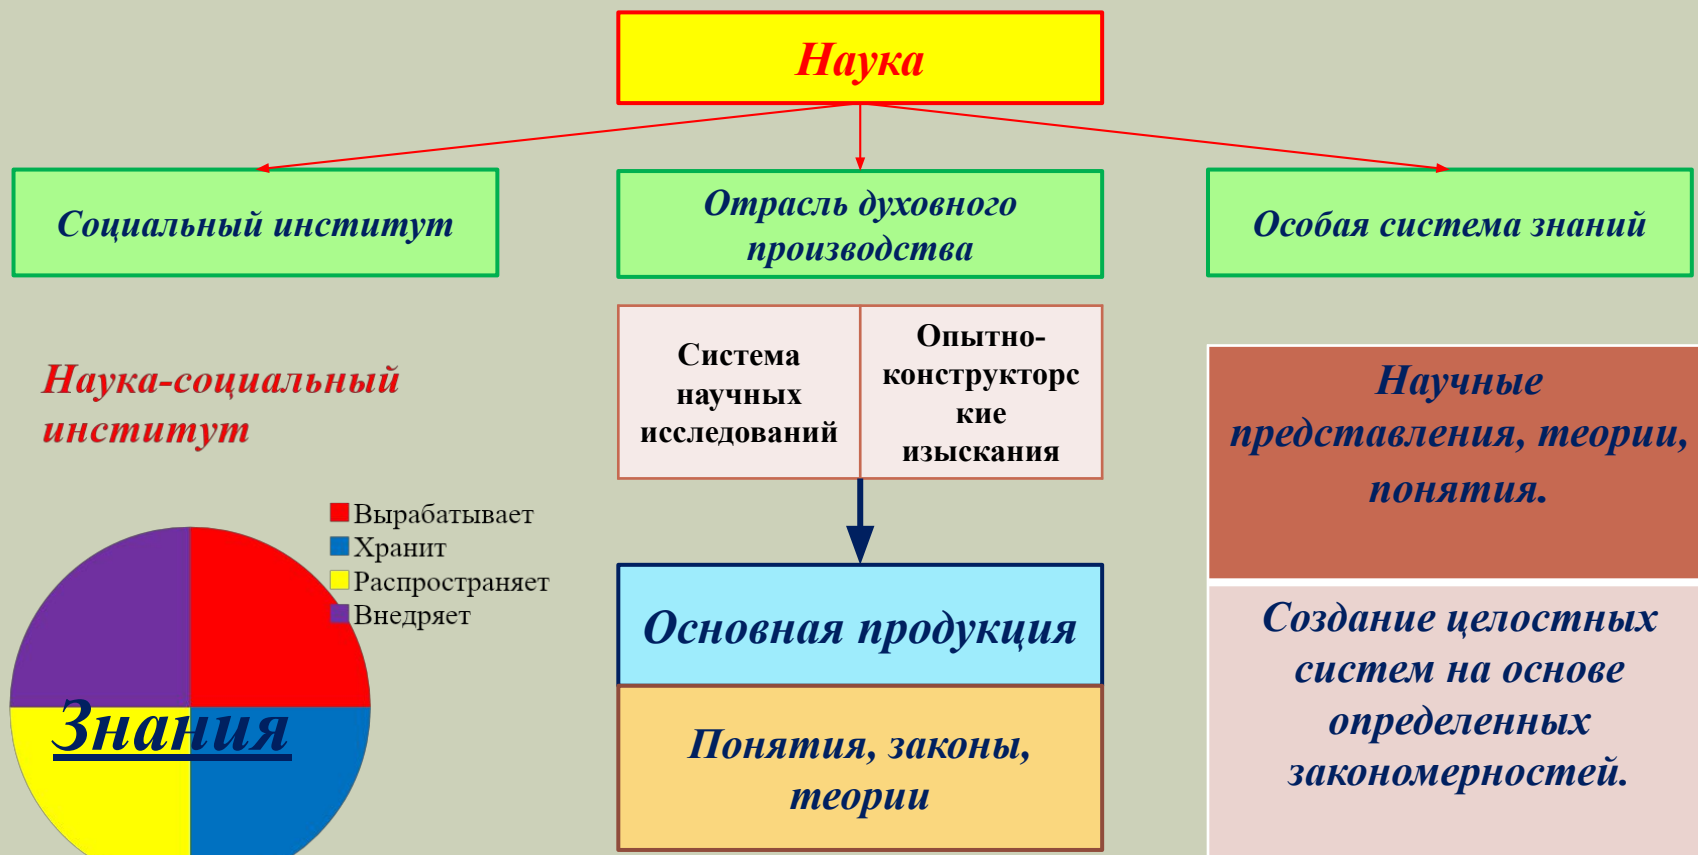 Наука
Социальный институт
Отрасль духовного
производства
Особая система знаний
Наука-социальный
институт
Вырабатывает
Хранит
Распространяет
Внедряет
Знания
Система
научных
исследований
Опытно-
конструкторс
кие
изыскания
Основная продукция
Понятия, законы,
теории
Научные
представления, теории,
понятия.
Создание целостных
систем на основе
определенных
закономерностей.